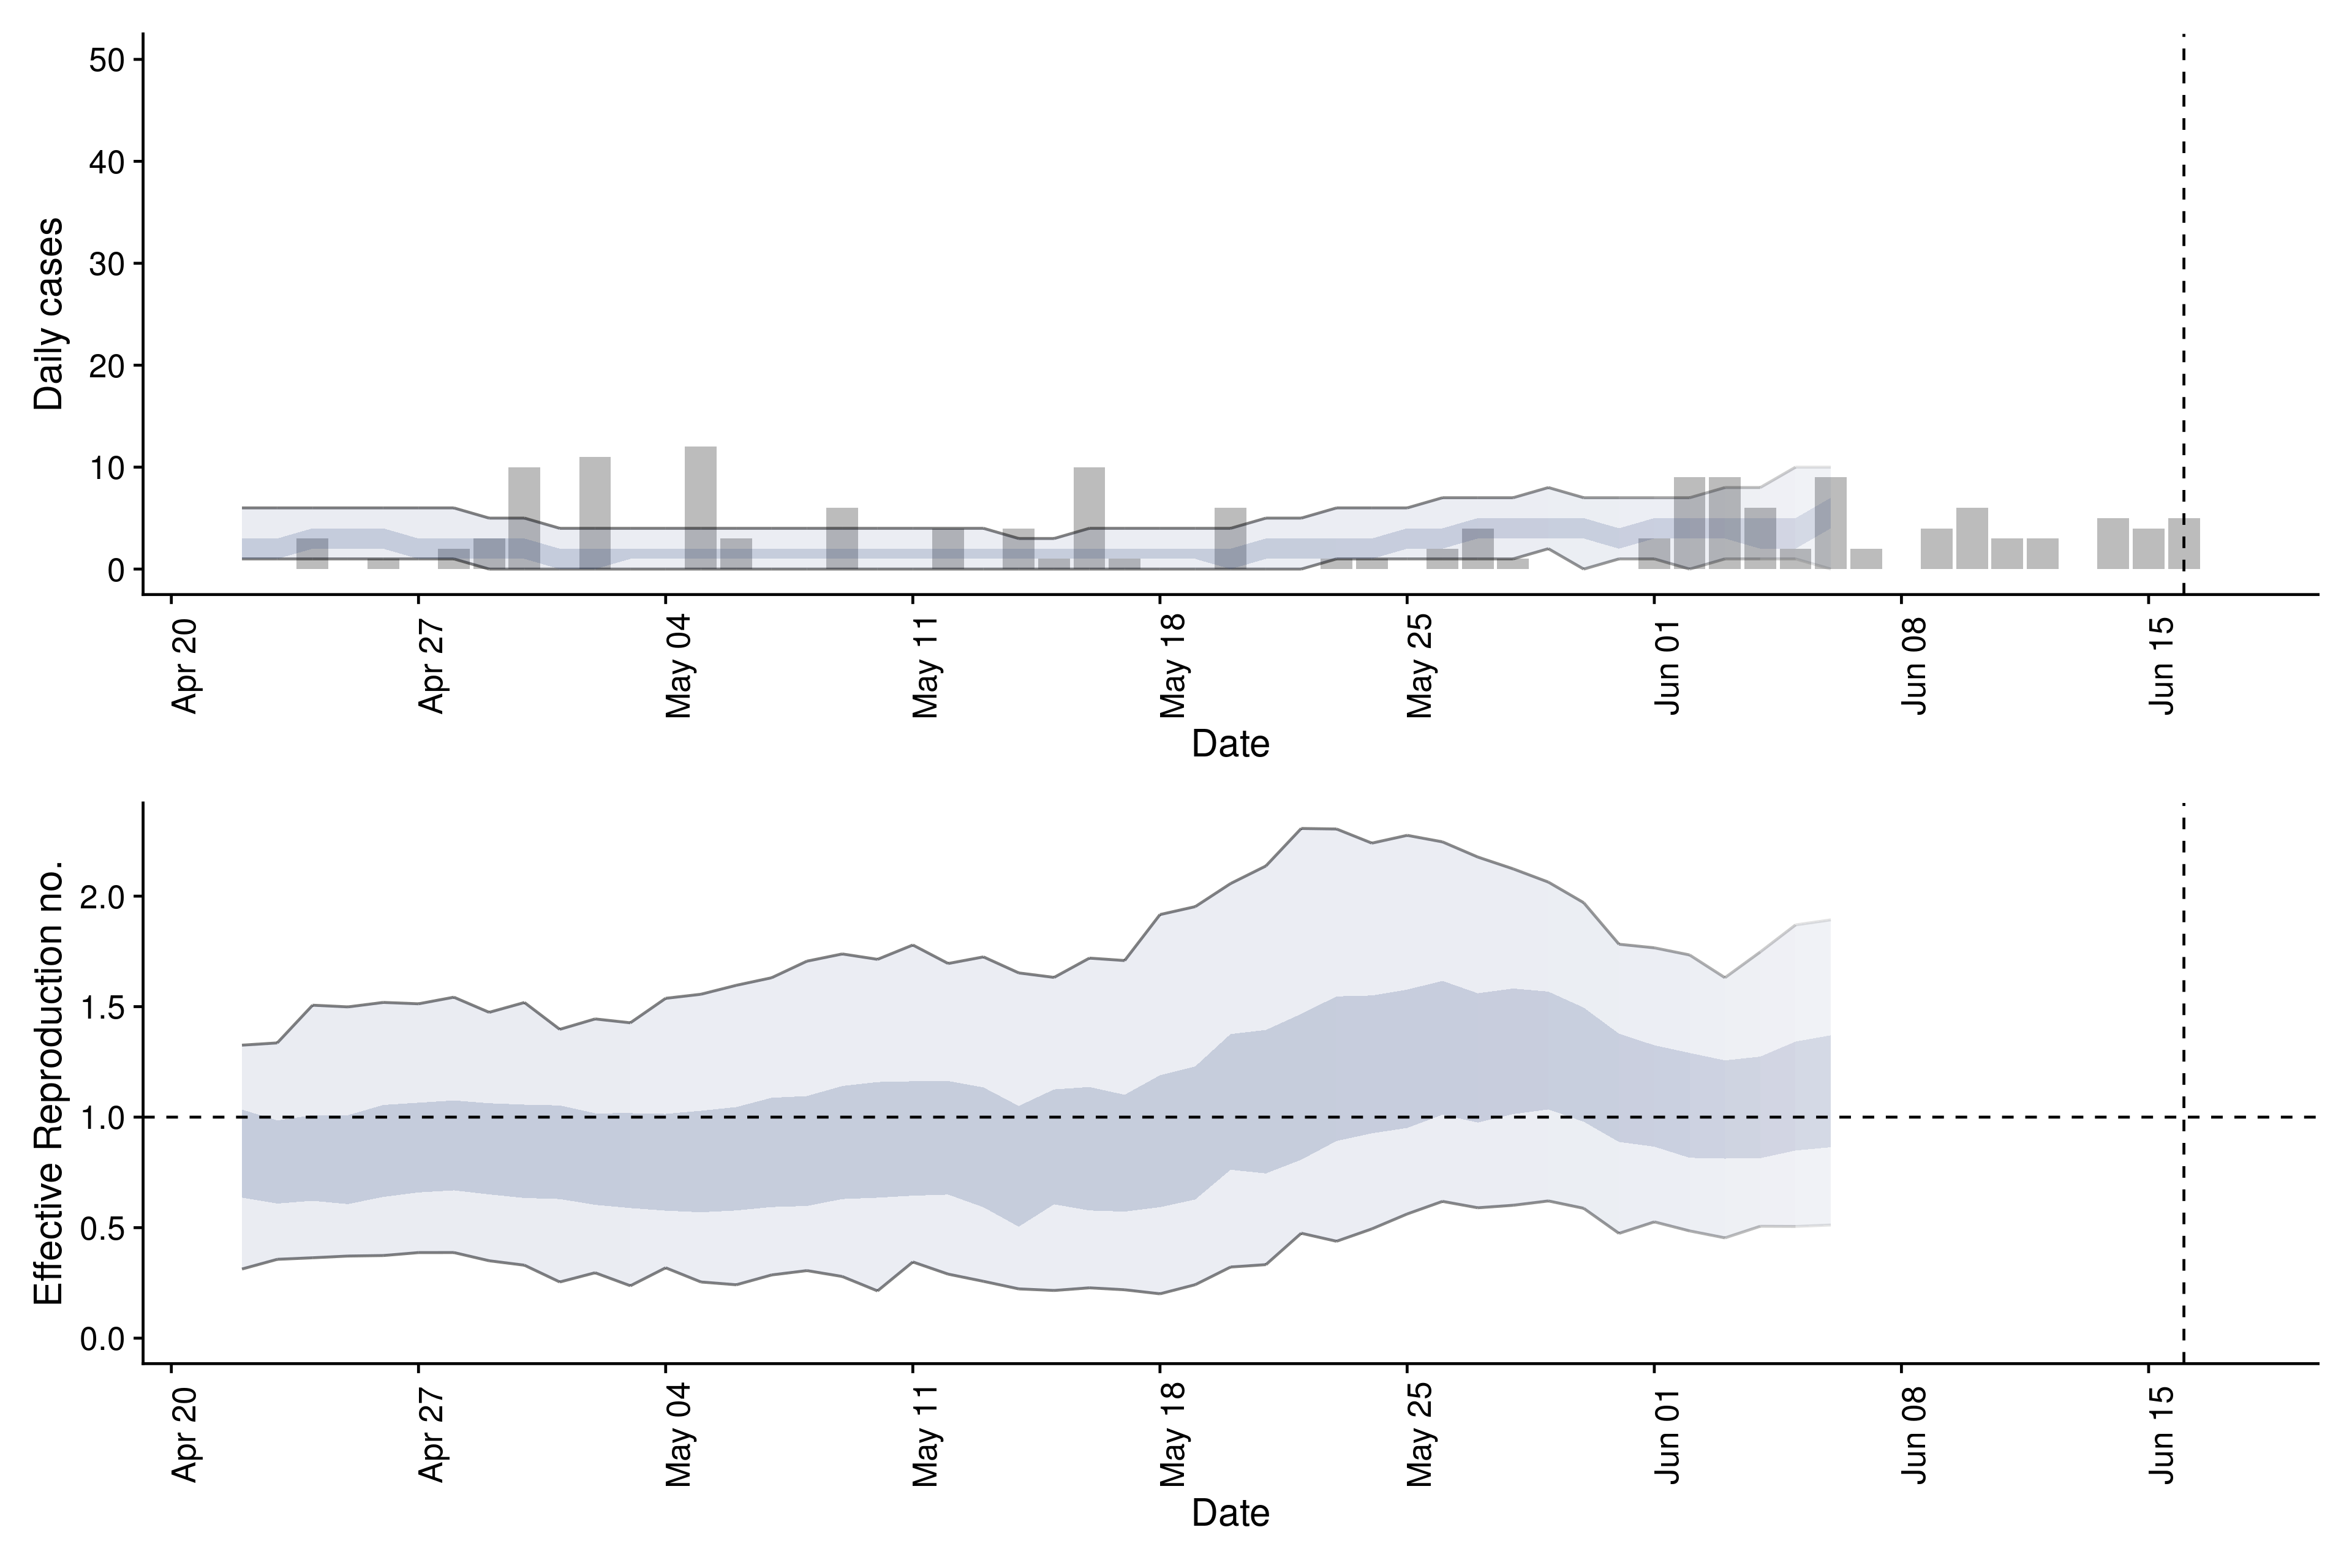 Daily cases
50
40
30
20
10
0
Apr 20
Apr 27
May 04
May 11
May 18
May 25
Jun 01
Jun 08
Jun 15
Date
Effective Reproduction no.
2.0
1.5
1.0
0.5
0.0
Apr 20
Apr 27
May 04
May 11
May 18
May 25
Jun 01
Jun 08
Jun 15
Date